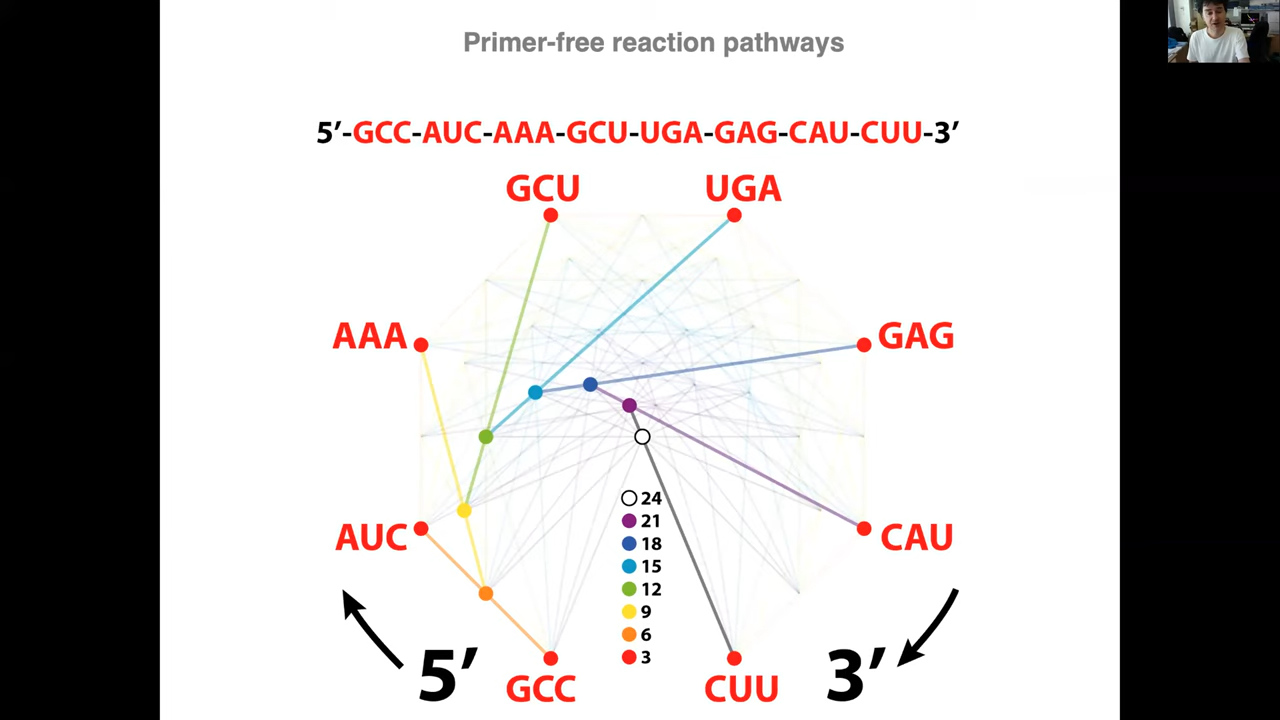 Primer-free reaction pathways
5′-GCC-AUC-AAA-GCU-UGA-GAG-CAU-CUU-3′
GCU
UGA
AAA
GAG
AUC
CAU
24
21
18
15
12
9
6
3
5′
3′
GCC
CUU